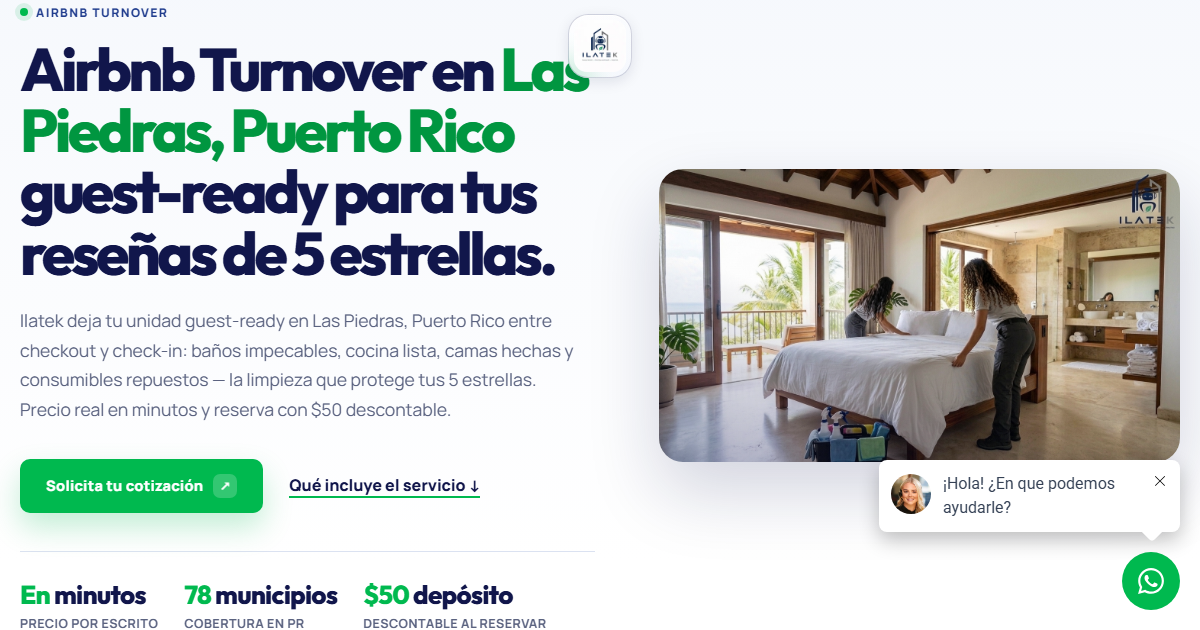 AIRBNB TURNOVER
ILATEK
Airbnb Turnover en Las
Piedras, Puerto Rico
guest-ready para tus
reseñas de 5 estrellas.
Ilatek deja tu unidad guest-ready en Las Piedras, Puerto Rico entre
checkout y check-in: baños impecables, cocina lista, camas hechas y
consumibles repuestos — la limpieza que protege tus 5 estrellas.
Precio real en minutos y reserva con $50 descontable.
Solicita tu cotización ↗
Qué incluye el servicio ↓
ILATEK
¡Hola! ¿En que podemos
ayudarle?
En minutos
PRECIO POR ESCRITO
78 municipios
COBERTURA EN PR
$50 depósito
DESCONTABLE AL RESERVAR